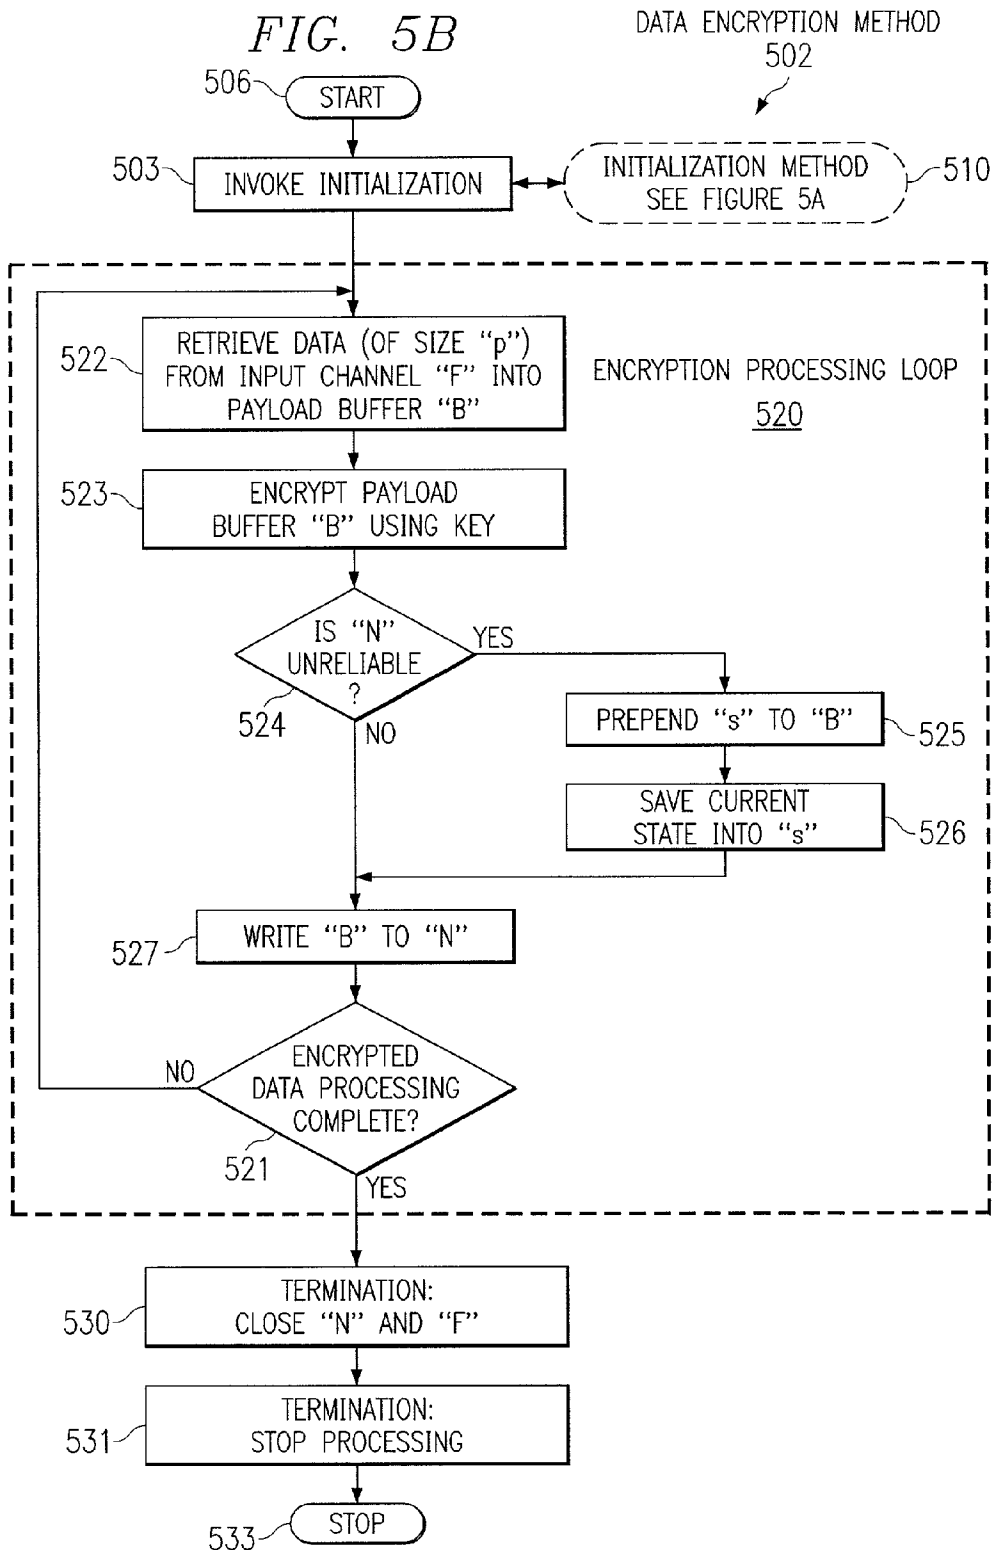 FIG. 5B
DATA ENCRYPTION METHOD
502
506
START
503
INVOKE INITIALIZATION
INITIALIZATION METHOD
SEE FIGURE 5A
510
522
RETRIEVE DATA (OF SIZE “p”)
FROM INPUT CHANNEL “F” INTO
PAYLOAD BUFFER “B”
ENCRYPTION PROCESSING LOOP
520
523
ENCRYPT PAYLOAD
BUFFER “B” USING KEY
IS “N”
UNRELIABLE
?
YES
524
NO
PREPEND “s” TO “B”
525
SAVE CURRENT
STATE INTO “s”
526
527
WRITE “B” TO “N”
NO
ENCRYPTED
DATA PROCESSING
COMPLETE?
521
YES
530
TERMINATION:
CLOSE “N” AND “F”
531
TERMINATION:
STOP PROCESSING
533
STOP